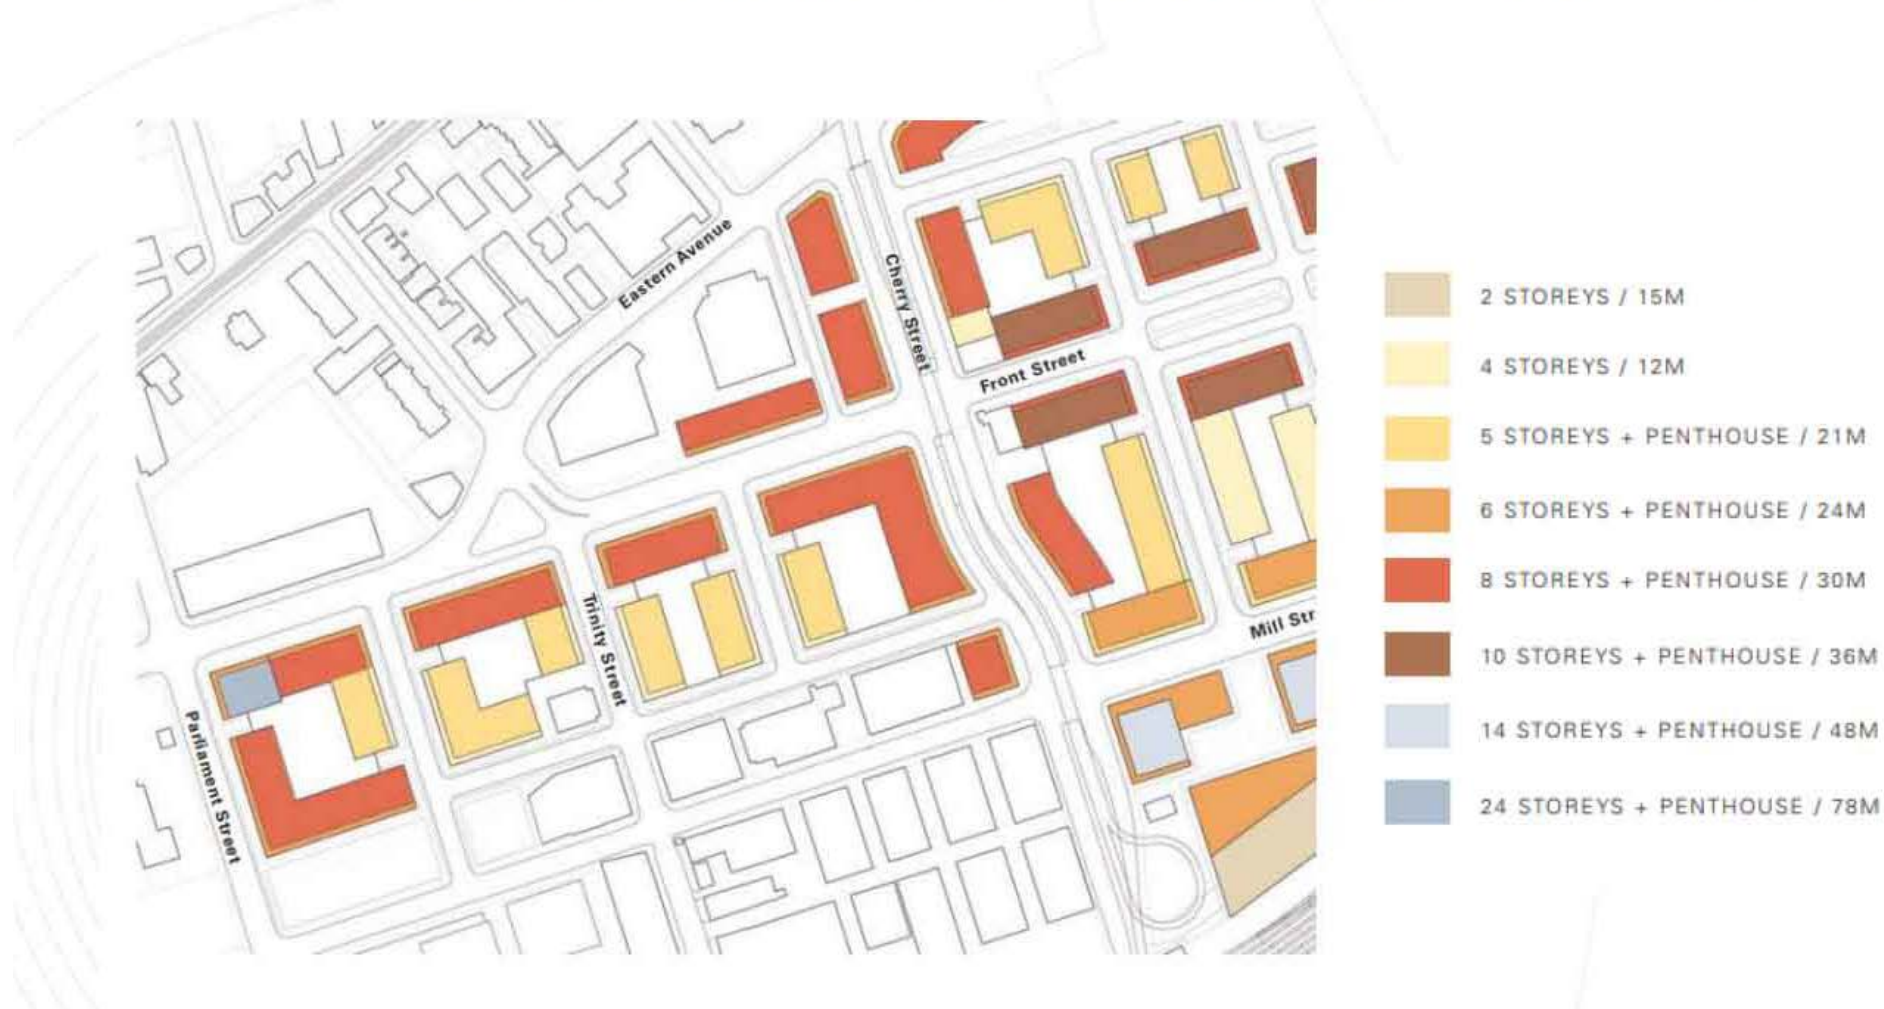 Eastern Avenue
Cherry Street
Front Street
Trinity Street
Mill Str
Parliament Street
2 STOREYS / 15M
4 STOREYS / 12M
5 STOREYS + PENTHOUSE / 21M
6 STOREYS + PENTHOUSE / 24M
8 STOREYS + PENTHOUSE / 30M
10 STOREYS + PENTHOUSE / 36M
14 STOREYS + PENTHOUSE / 48M
24 STOREYS + PENTHOUSE / 78M